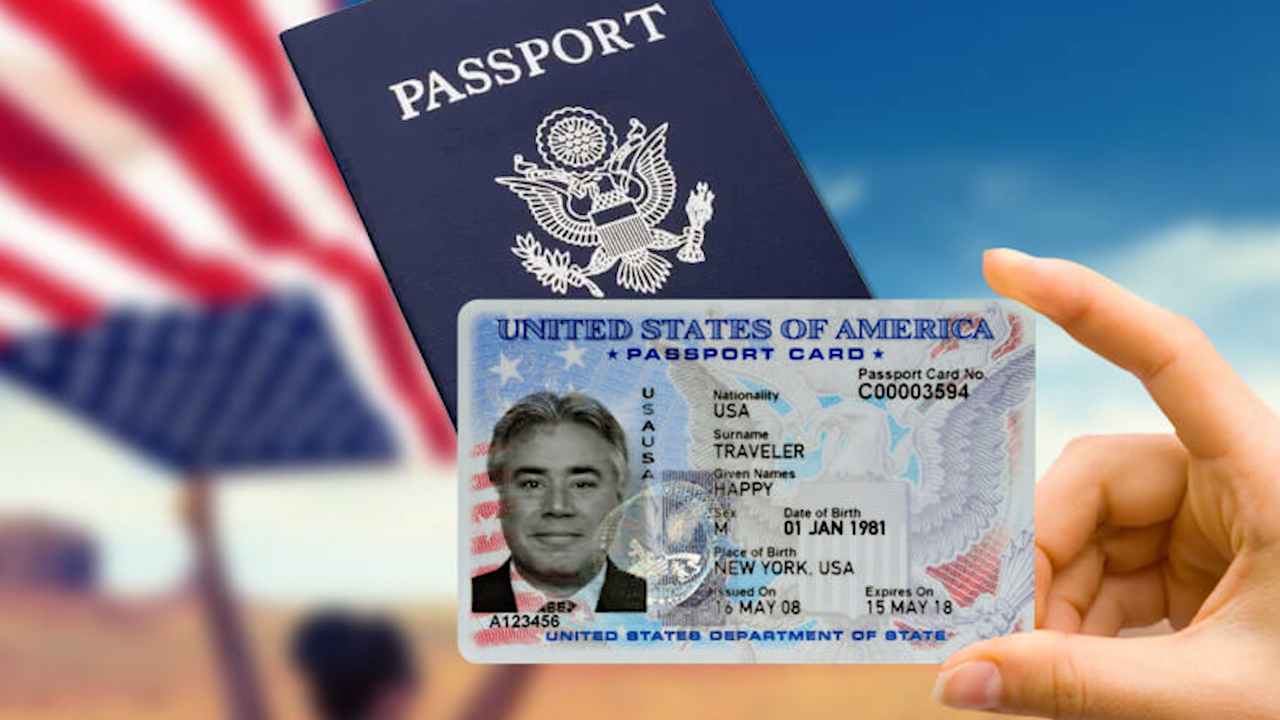 PASSPORT
UNITED STATES OF AMERICA
PASSPORT CARD
Passport Card No.
C00003594
USAUSA
Nationality
USA
Surname
TRAVELER
Given Names
HAPPY
Sex
M
Date of Birth
01 JAN 1981
Place of Birth
NEW YORK, USA
Issued On
16 MAY 08
Expires On
15 MAY 18
A123456
UNITED STATES DEPARTMENT OF STATE